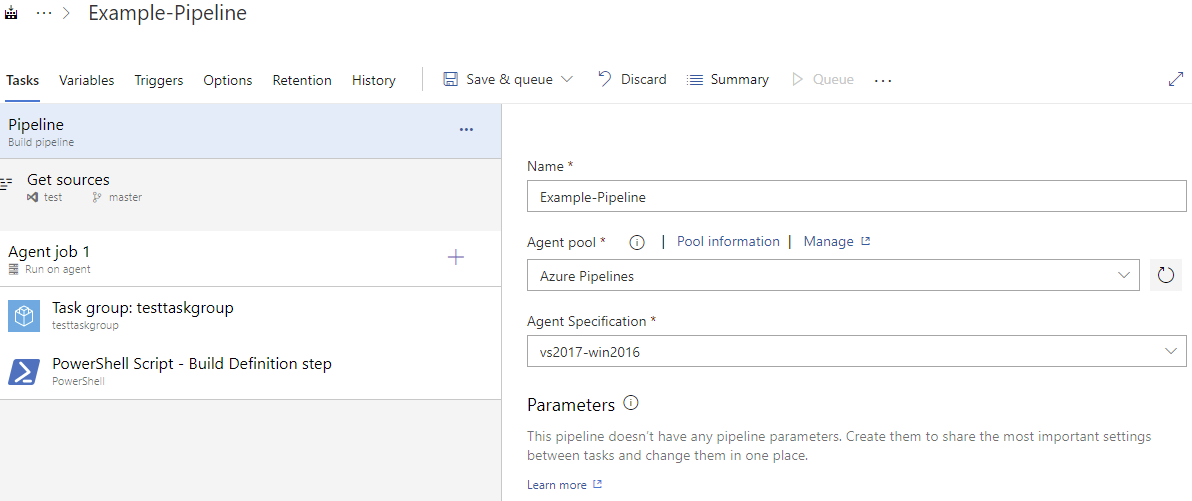 Example-Pipeline
Tasks Variables Triggers Options Retention History Save & queue Discard Summary Queue
Pipeline
Build pipeline
Get sources
test master
Agent job 1
Run on agent
Task group: testtaskgroup
testtaskgroup
PowerShell Script - Build Definition step
PowerShell
Name *
Example-Pipeline
Agent pool * | Pool information | Manage
Azure Pipelines
Agent Specification *
vs2017-win2016
Parameters
This pipeline doesn't have any pipeline parameters. Create them to share the most important settings
between tasks and change them in one place.
Learn more